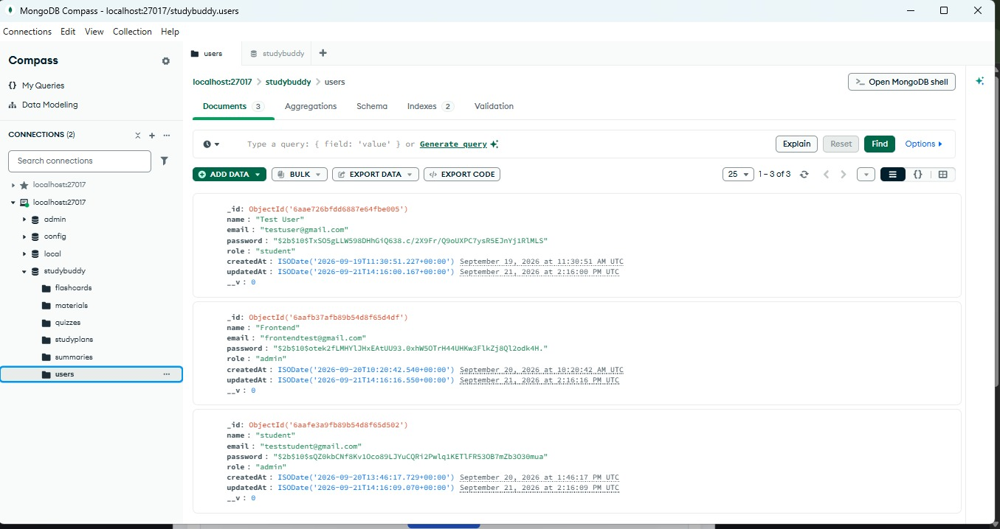 MongoDB Compass - localhost:27017/studybuddy.users
Connections Edit View Collection Help
Compass
My Queries
Data Modeling
CONNECTIONS (2)
Search connections
localhost:27017
localhost:27017
admin
config
local
studybuddy
flashcards
materials
quizzes
studyplans
summaries
users
users studybuddy
localhost:27017 > studybuddy > users
>_ Open MongoDB shell
Documents 3 Aggregations Schema Indexes 2 Validation
Type a query: { field: 'value' } or Generate query
Explain Reset Find Options
ADD DATA BULK EXPORT DATA EXPORT CODE
25 1 – 3 of 3
_id: ObjectId('6aae726bfdd6887e64fbe005')
name : "Test User"
email : "testuser@gmail.com"
password : "$2b$10$TxSO5gLLW598DHhGiQ638.c/2X9Fr/Q9oUXPC7ysR5EJnYj1RlMLS"
role : "student"
createdAt : ISODate('2026-09-19T11:30:51.227+00:00') September 19, 2026 at 11:30:51 AM UTC
updatedAt : ISODate('2026-09-21T14:16:00.167+00:00') September 21, 2026 at 2:16:00 PM UTC
__v : 0
_id: ObjectId('6aafb37afb89b54d8f65d4df')
name : "Frontend"
email : "frontendtest@gmail.com"
password : "$2b$10$otek2fLMHYlJHxEAtUU93.0xhW5OTrH44UHKw3FlkZj8Ql2odk4H."
role : "admin"
createdAt : ISODate('2026-09-20T10:20:42.540+00:00') September 20, 2026 at 10:20:42 AM UTC
updatedAt : ISODate('2026-09-21T14:16:16.550+00:00') September 21, 2026 at 2:16:16 PM UTC
__v : 0
_id: ObjectId('6aafe3a9fb89b54d8f65d502')
name : "student"
email : "teststudent@gmail.com"
password : "$2b$10$sQZ0kbCNf8Kv1Oco89LJYuCQRi2Pwlq1KETlFR53OB7mZb3O30mua"
role : "admin"
createdAt : ISODate('2026-09-20T13:46:17.729+00:00') September 20, 2026 at 1:46:17 PM UTC
updatedAt : ISODate('2026-09-21T14:16:09.070+00:00') September 21, 2026 at 2:16:09 PM UTC
__v : 0